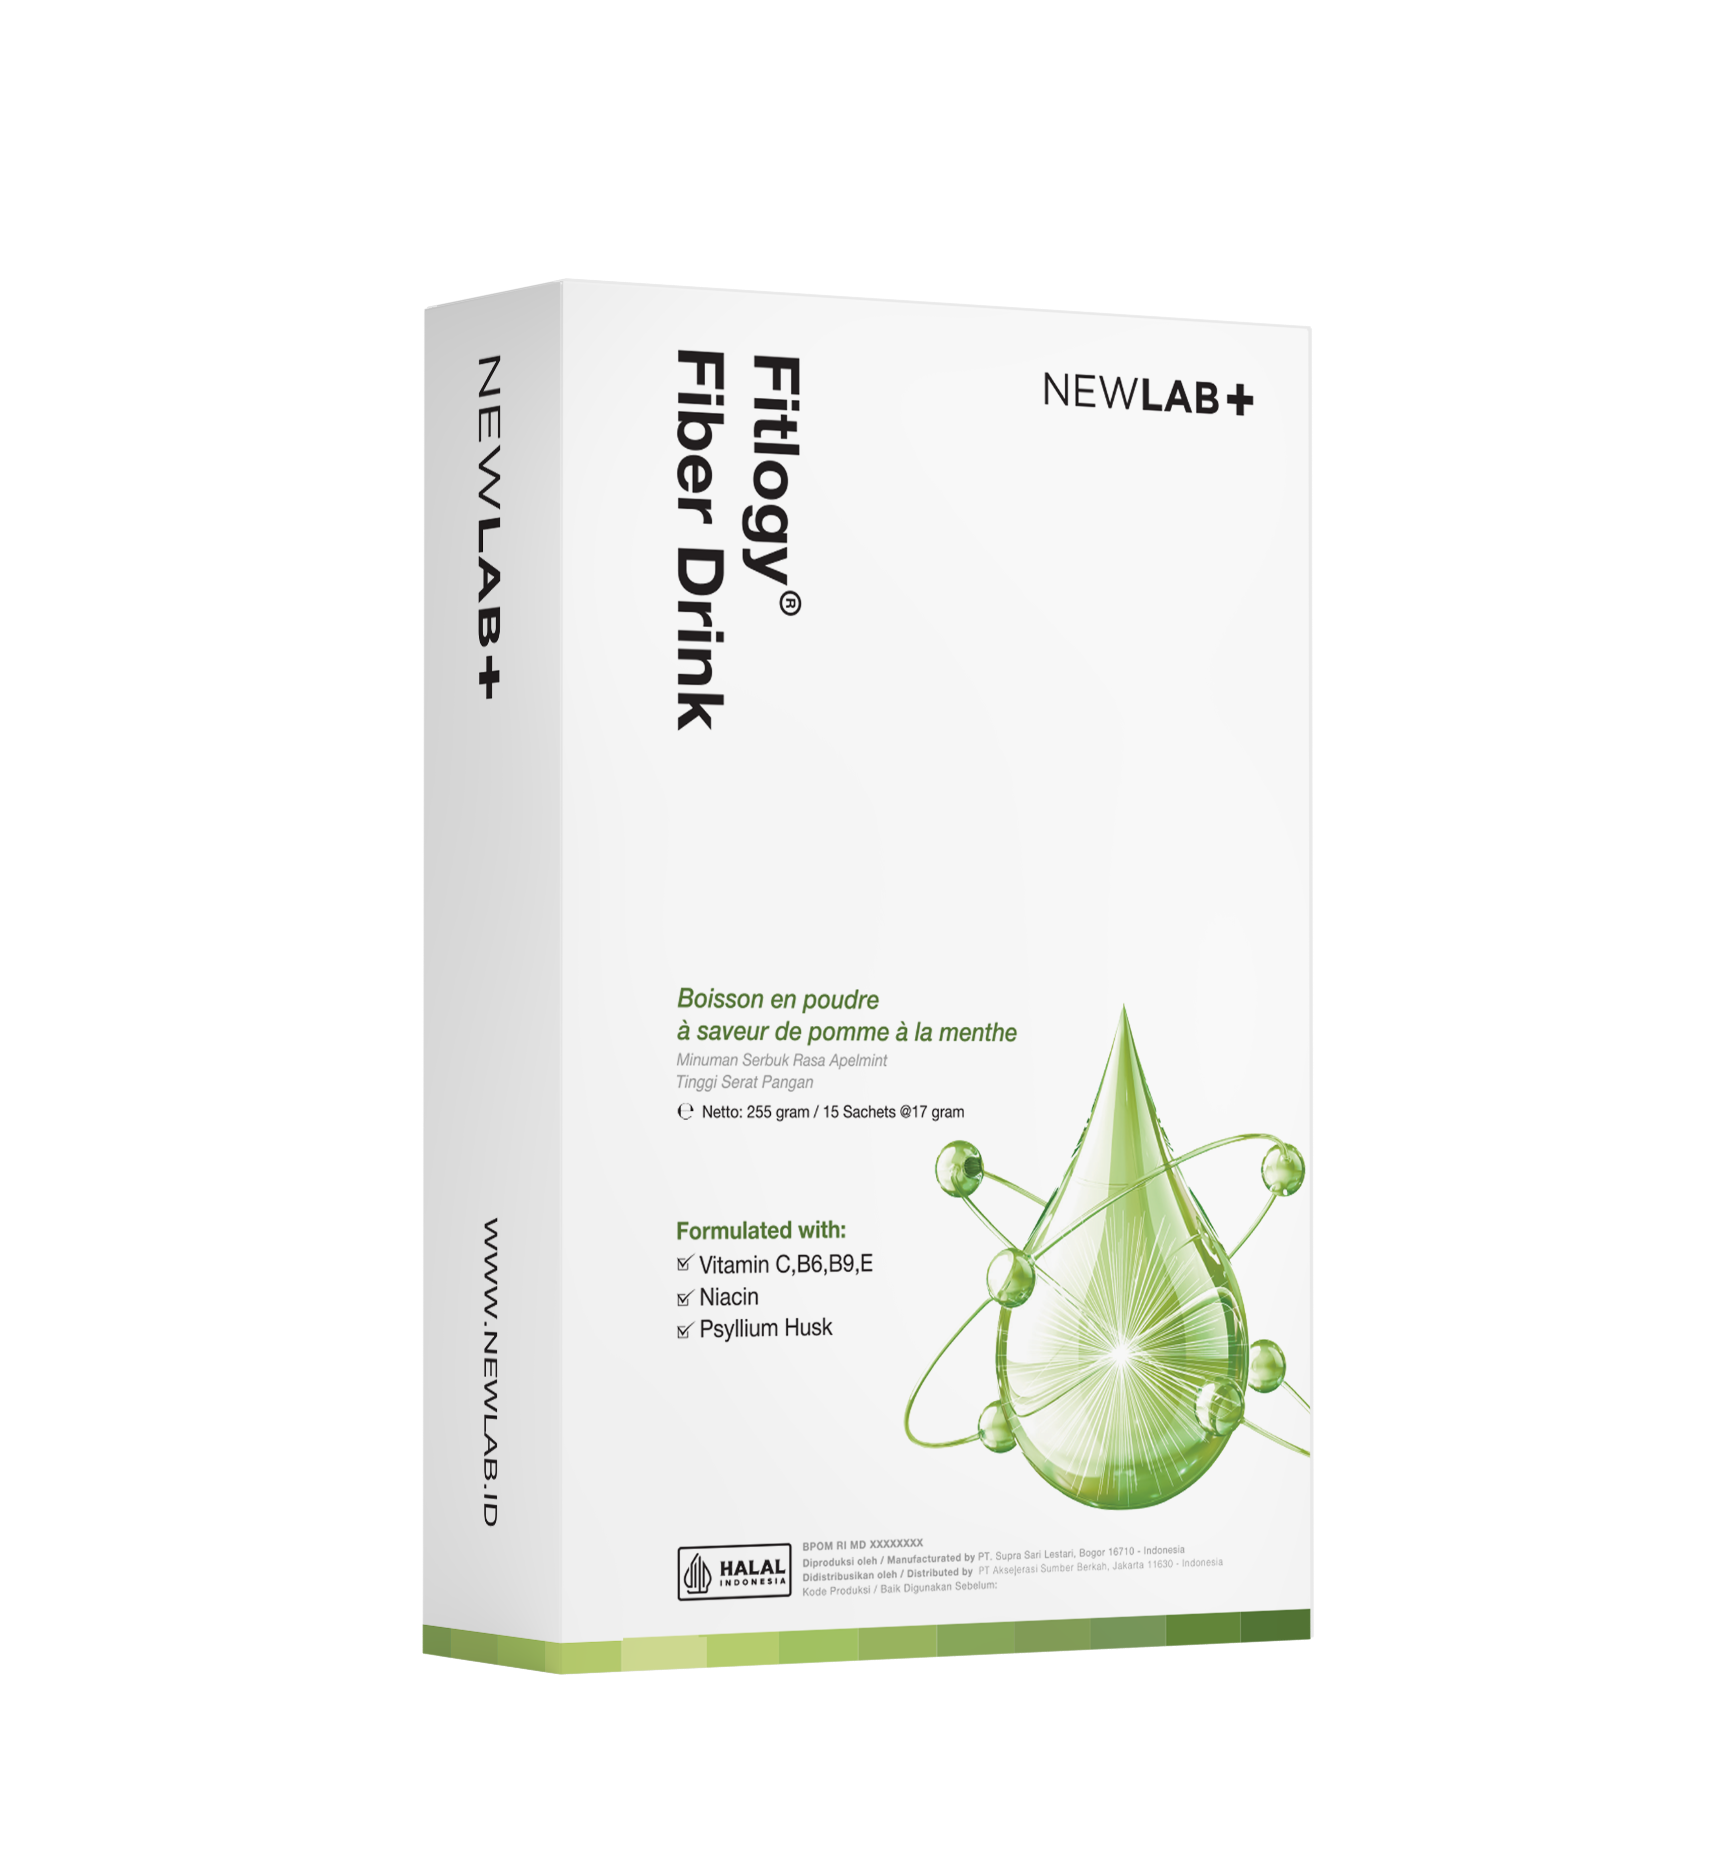 NEWLAB+
WWW.NEWLAB.ID
Fitlogy®
Fiber Drink
NEWLAB+
Boisson en poudre
à saveur de pomme à la menthe
Minuman Serbuk Rasa Apelmint
Tinggi Serat Pangan
℮ Netto: 255 gram / 15 Sachets @17 gram
Formulated with:
Vitamin C,B6,B9,E
Niacin
Psyllium Husk
HALAL
INDONESIA
BPOM RI MD XXXXXXXX
Diproduksi oleh / Manufacturated by PT. Supra Sari Lestari, Bogor 16710 - Indonesia
Didistribusikan oleh / Distributed by PT Akselerasi Sumber Berkah, Jakarta 11630 - Indonesia
Kode Produksi / Baik Digunakan Sebelum: